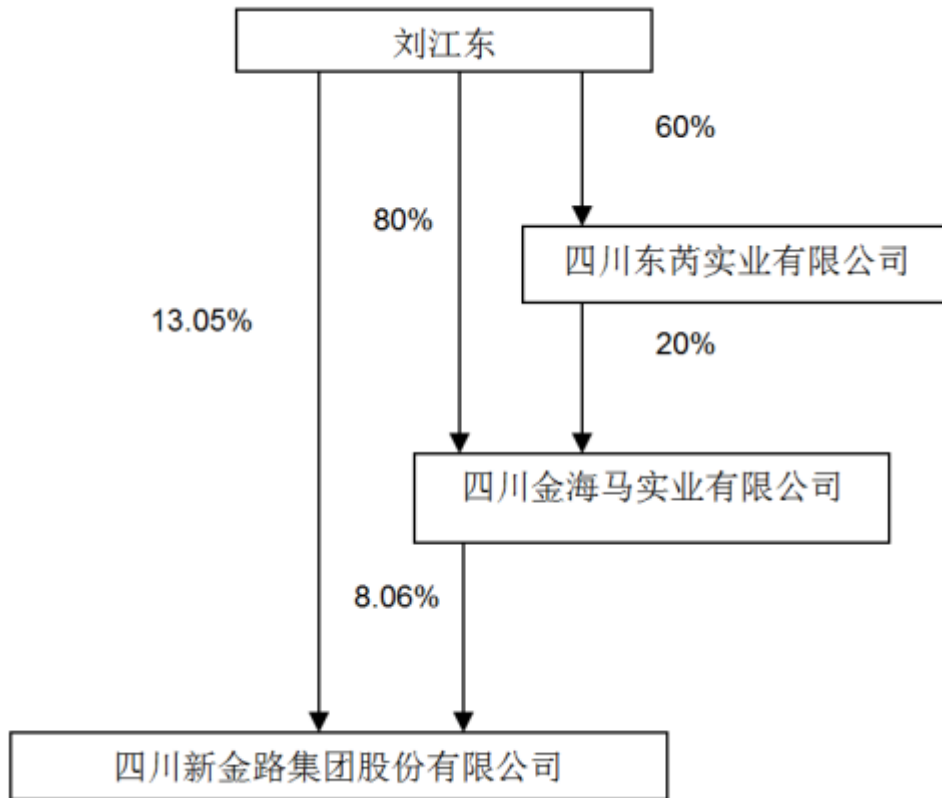 刘江东
60%
80%
四川东芮实业有限公司
13.05%
20%
四川金海马实业有限公司
8.06%
四川新金路集团股份有限公司